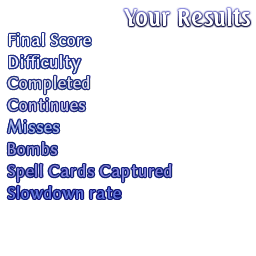 Your Results
Final Score
Difficulty
Completed
Continues
Misses
Bombs
Spell Cards Captured
Slowdown rate